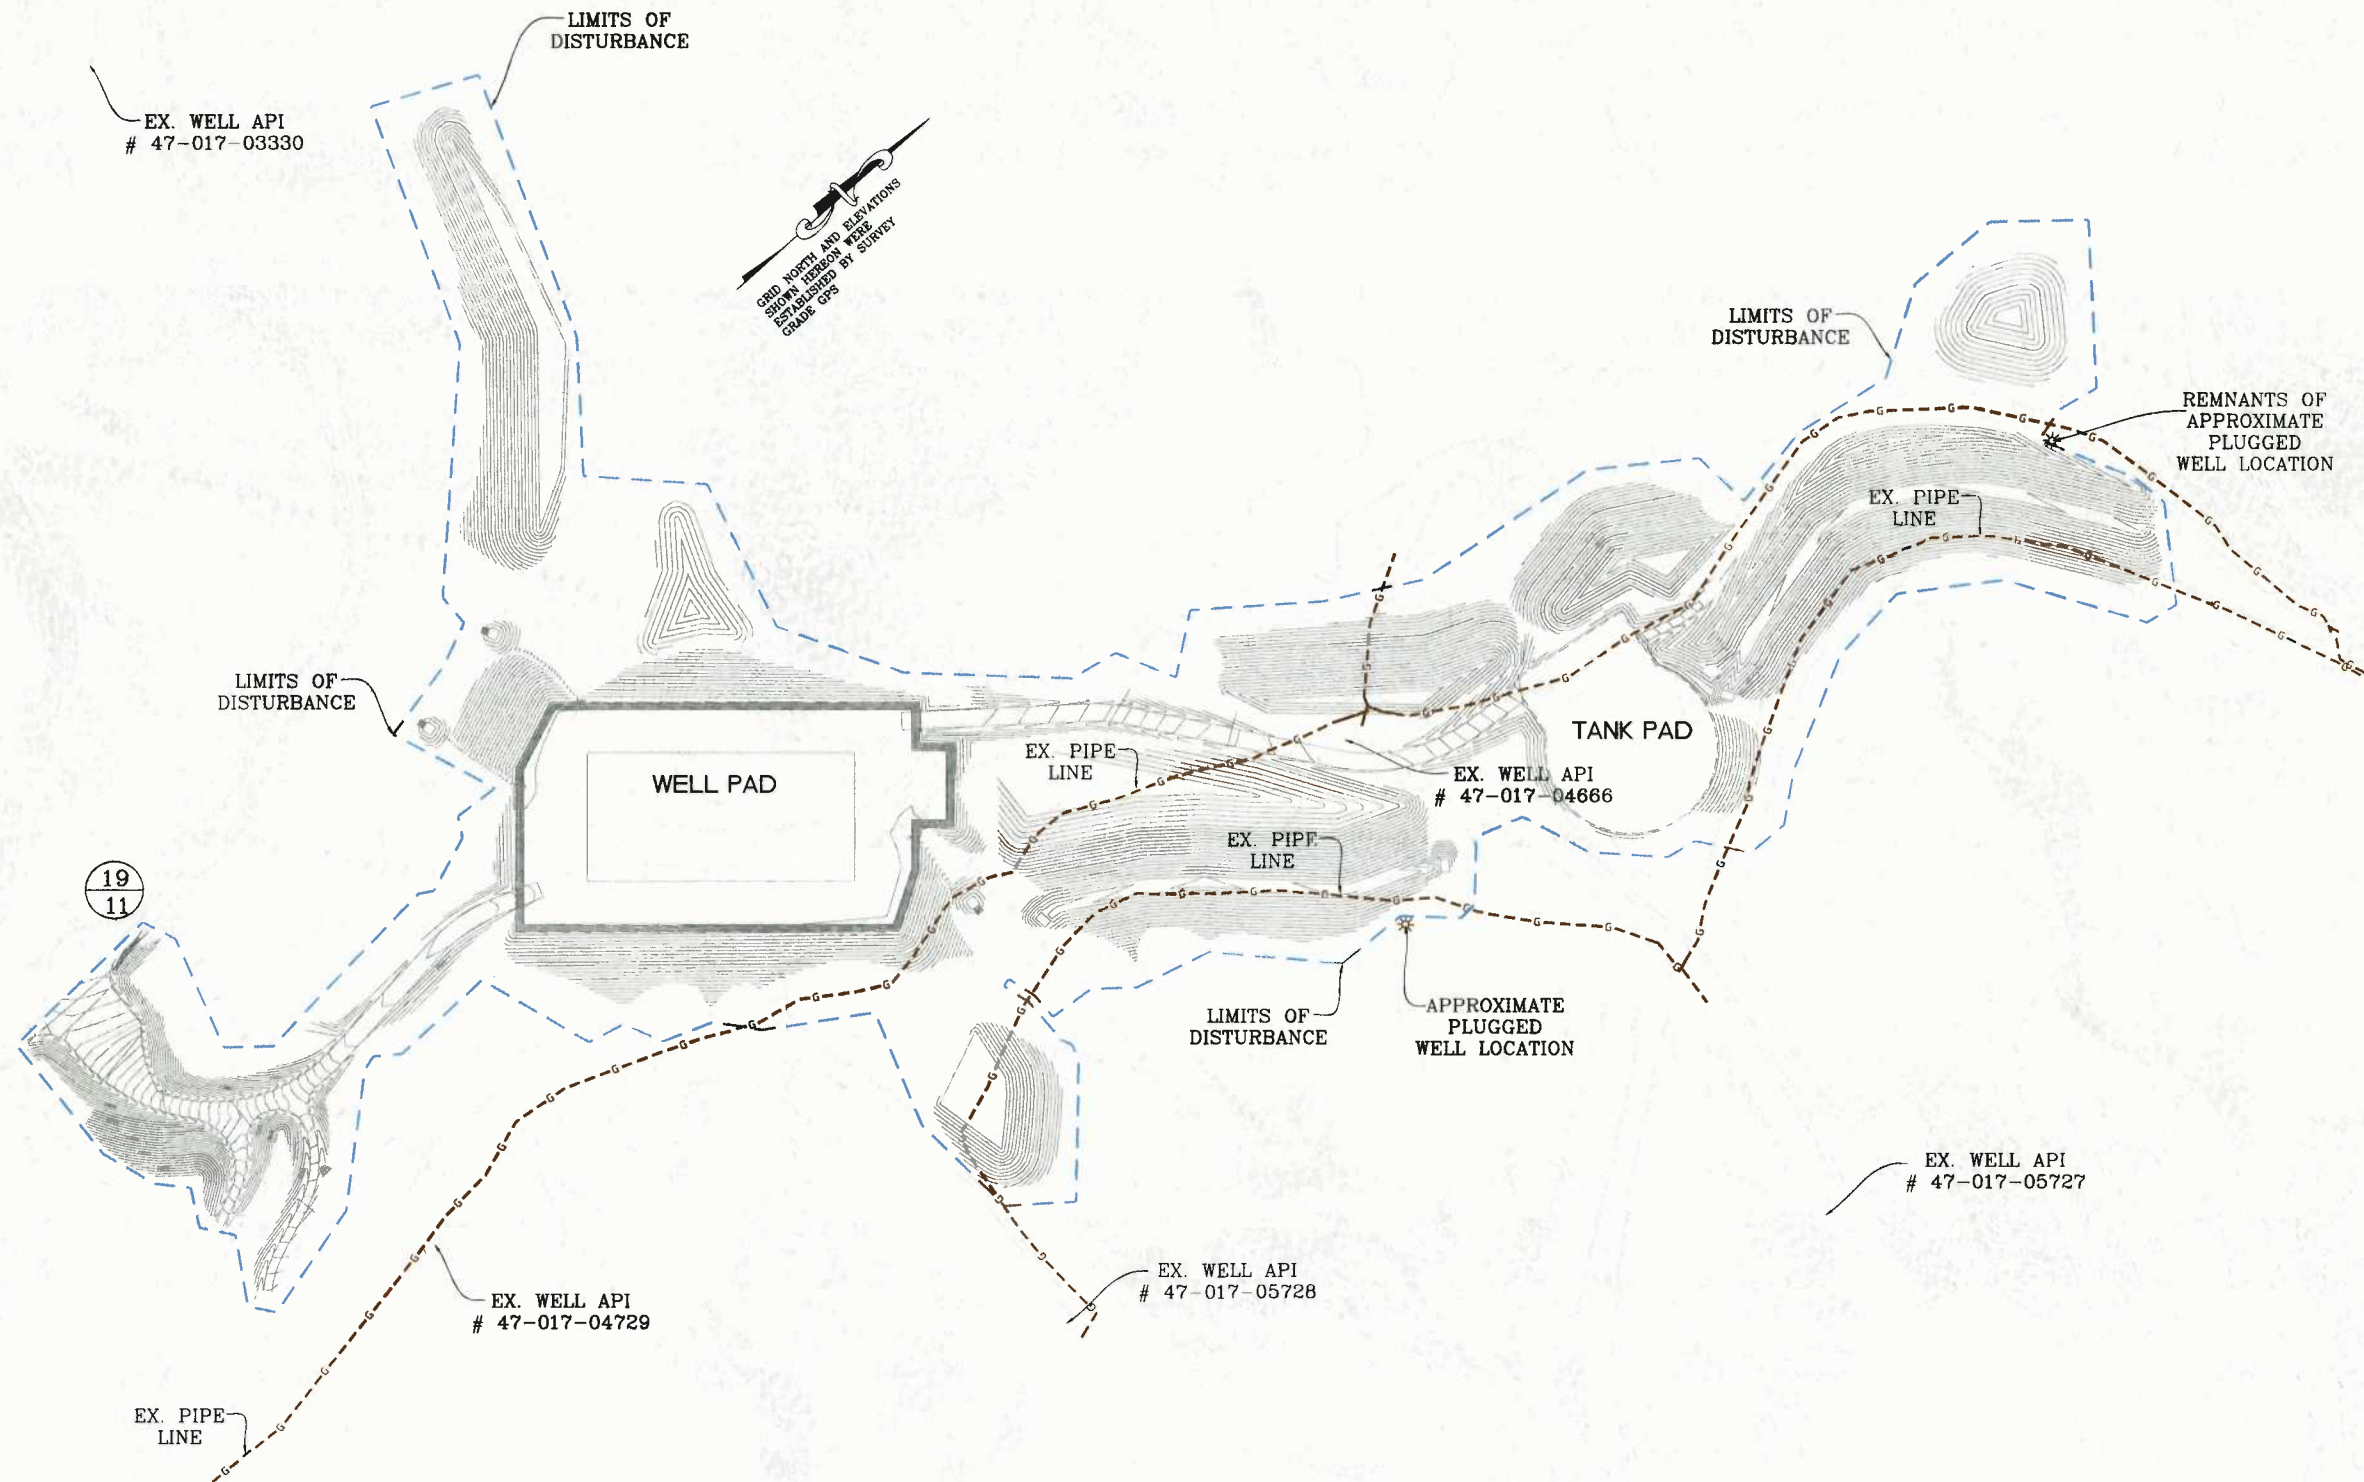 LIMITS OF
DISTURBANCE
EX. WELL API
# 47-017-03330
GRID NORTH AND ELEVATIONS
SHOWN HEREON WERE
ESTABLISHED BY SURVEY
GRADE GPS
LIMITS OF
DISTURBANCE
REMNANTS OF
APPROXIMATE
PLUGGED
WELL LOCATION
EX. PIPE
LINE
LIMITS OF
DISTURBANCE
TANK PAD
EX. PIPE
LINE
WELL PAD
EX. WELL API
# 47-017-04666
EX. PIPE
LINE
19
11
LIMITS OF
DISTURBANCE
APPROXIMATE
PLUGGED
WELL LOCATION
EX. WELL API
# 47-017-05727
EX. WELL API
# 47-017-05728
EX. WELL API
# 47-017-04729
EX. PIPE
LINE